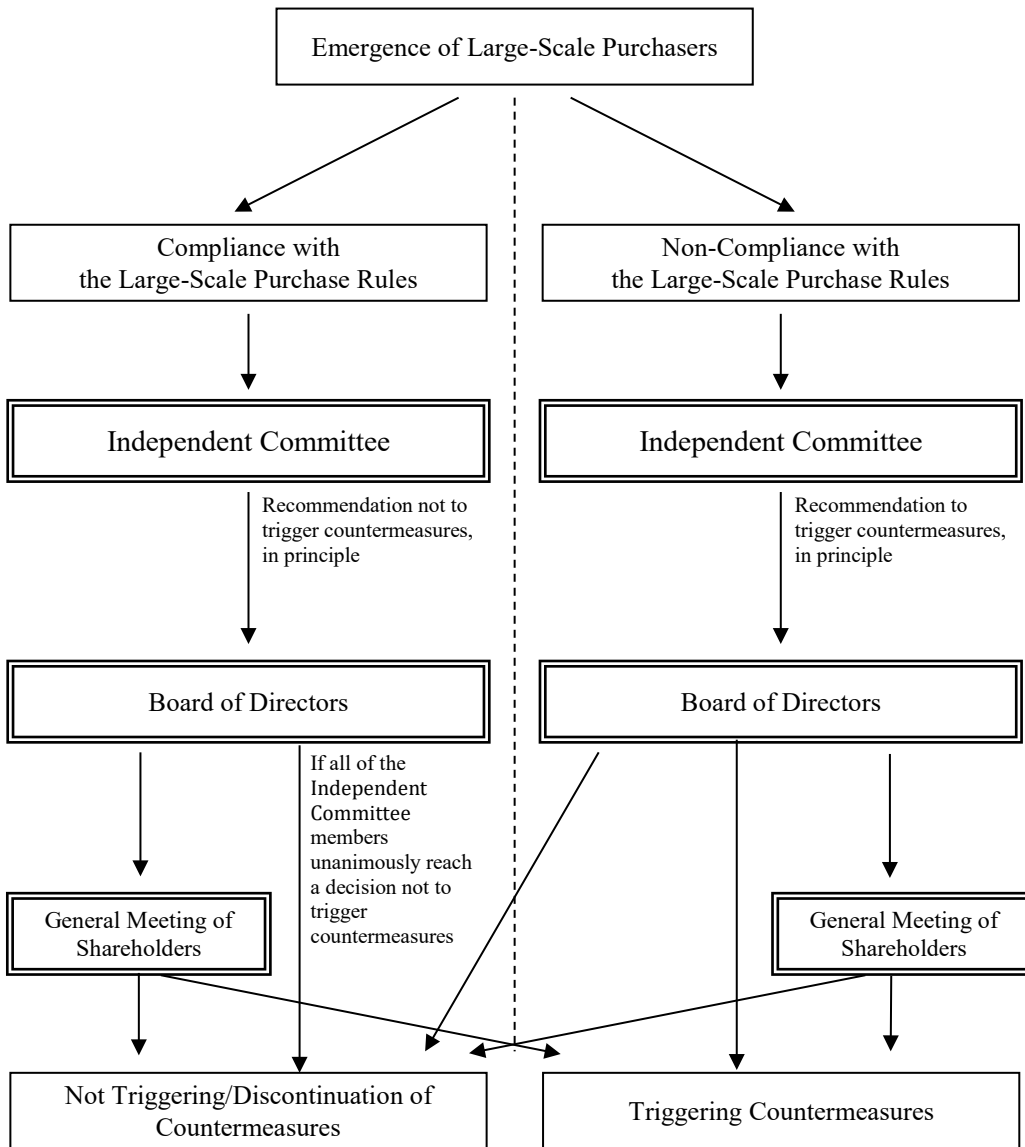 Emergence of Large-Scale Purchasers
Compliance with
the Large-Scale Purchase Rules
Non-Compliance with
the Large-Scale Purchase Rules
Independent Committee
Independent Committee
Recommendation not to
trigger countermeasures,
in principle
Recommendation to
trigger countermeasures,
in principle
Board of Directors
Board of Directors
If all of the
Independent
Committee
members
unanimously reach
a decision not to
trigger
countermeasures
General Meeting of
Shareholders
General Meeting of
Shareholders
Not Triggering/Discontinuation of
Countermeasures
Triggering Countermeasures